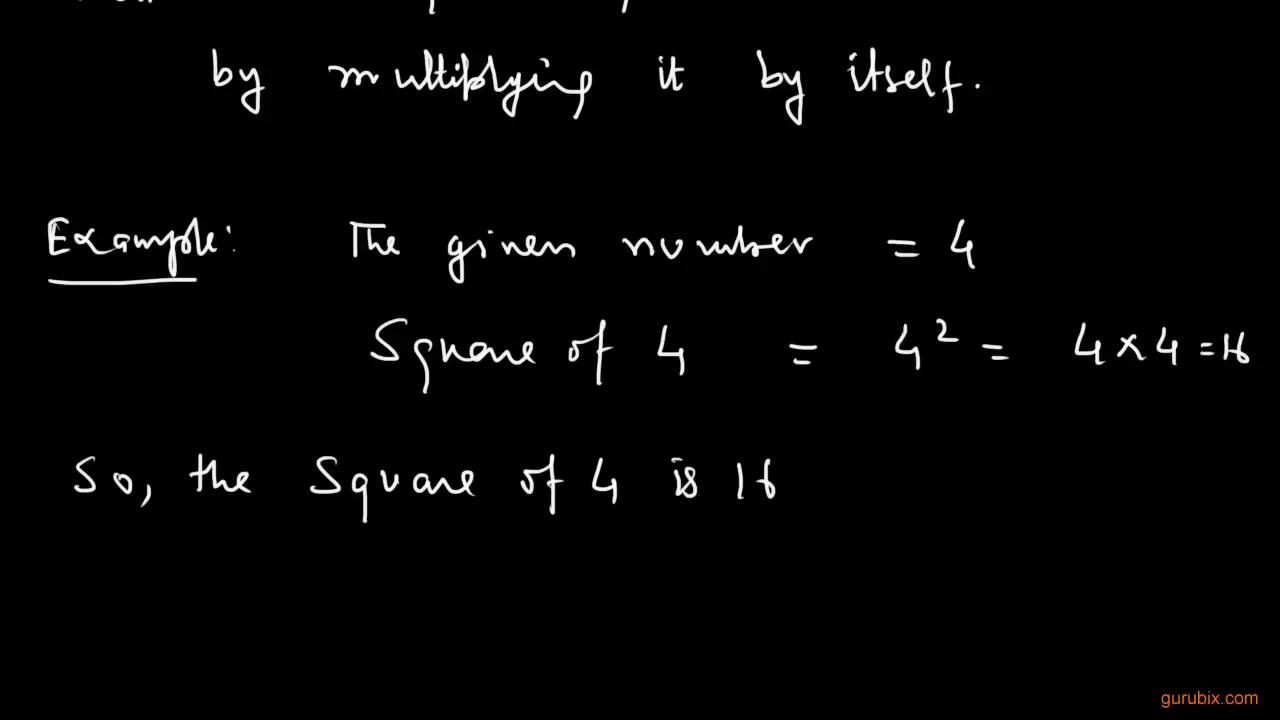 by multiplying it by itself.
Example: The given number = 4
Square of 4 = 4² = 4 × 4 = 16
So, the Square of 4 is 16
gurubix.com